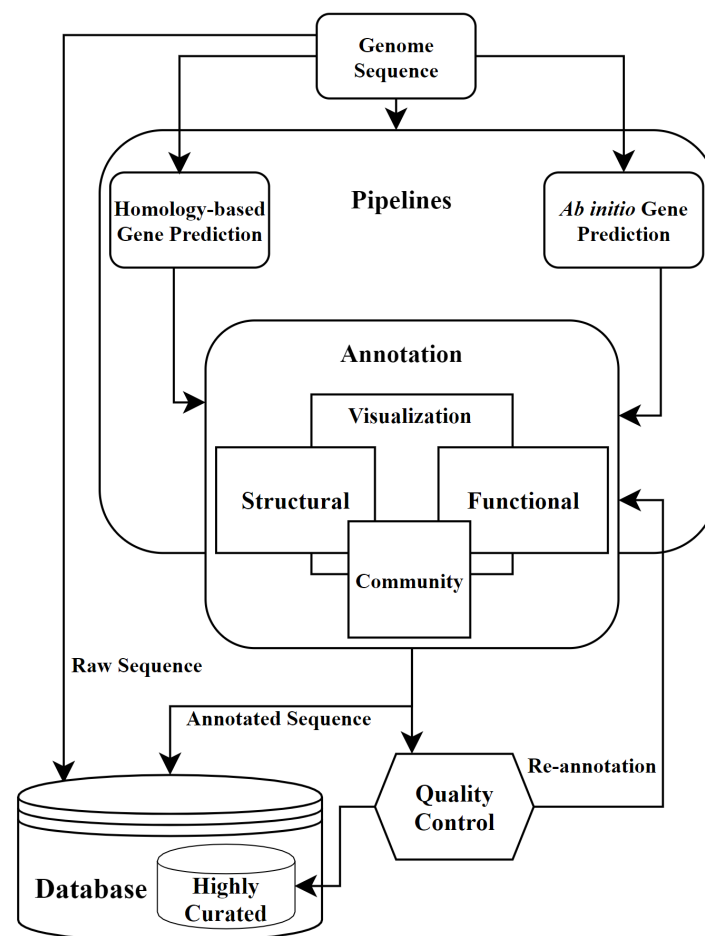 Genome
Sequence
Pipelines
Homology-based
Gene Prediction
Ab initio Gene
Prediction
Annotation
Visualization
Structural
Functional
Community
Raw Sequence
Annotated Sequence
Re-annotation
Quality
Control
Database
Highly
Curated